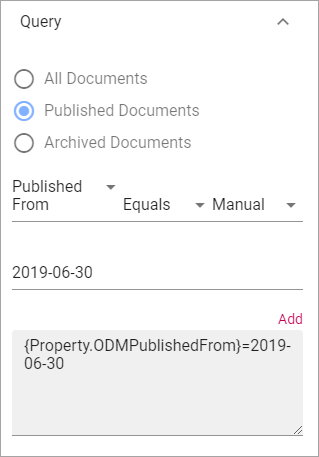 Query
All Documents
Published Documents
Archived Documents
Published
From Equals Manual
2019-06-30
Add
{Property.ODMPublishedFrom}=2019-
06-30